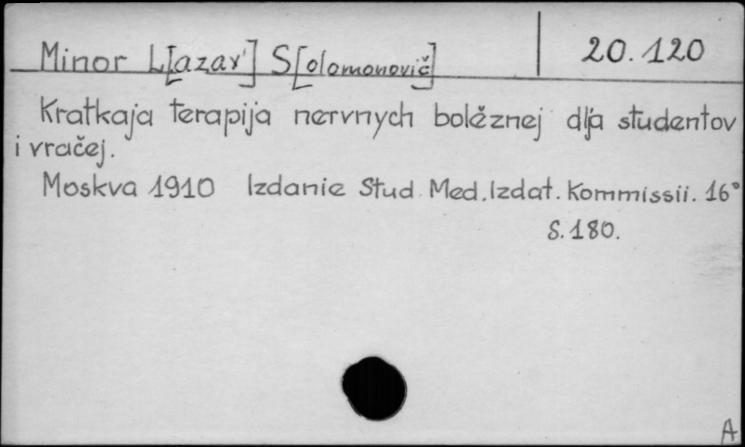 Minor L[azar'] S[olomonovič] 20.120
Kratkaja terapija nervnych bolěznej dlja studentov
i vračej.
Moskva 1910 Izdanie Stud. Med. Izdat. Kommissii. 16°
S. 180.
A